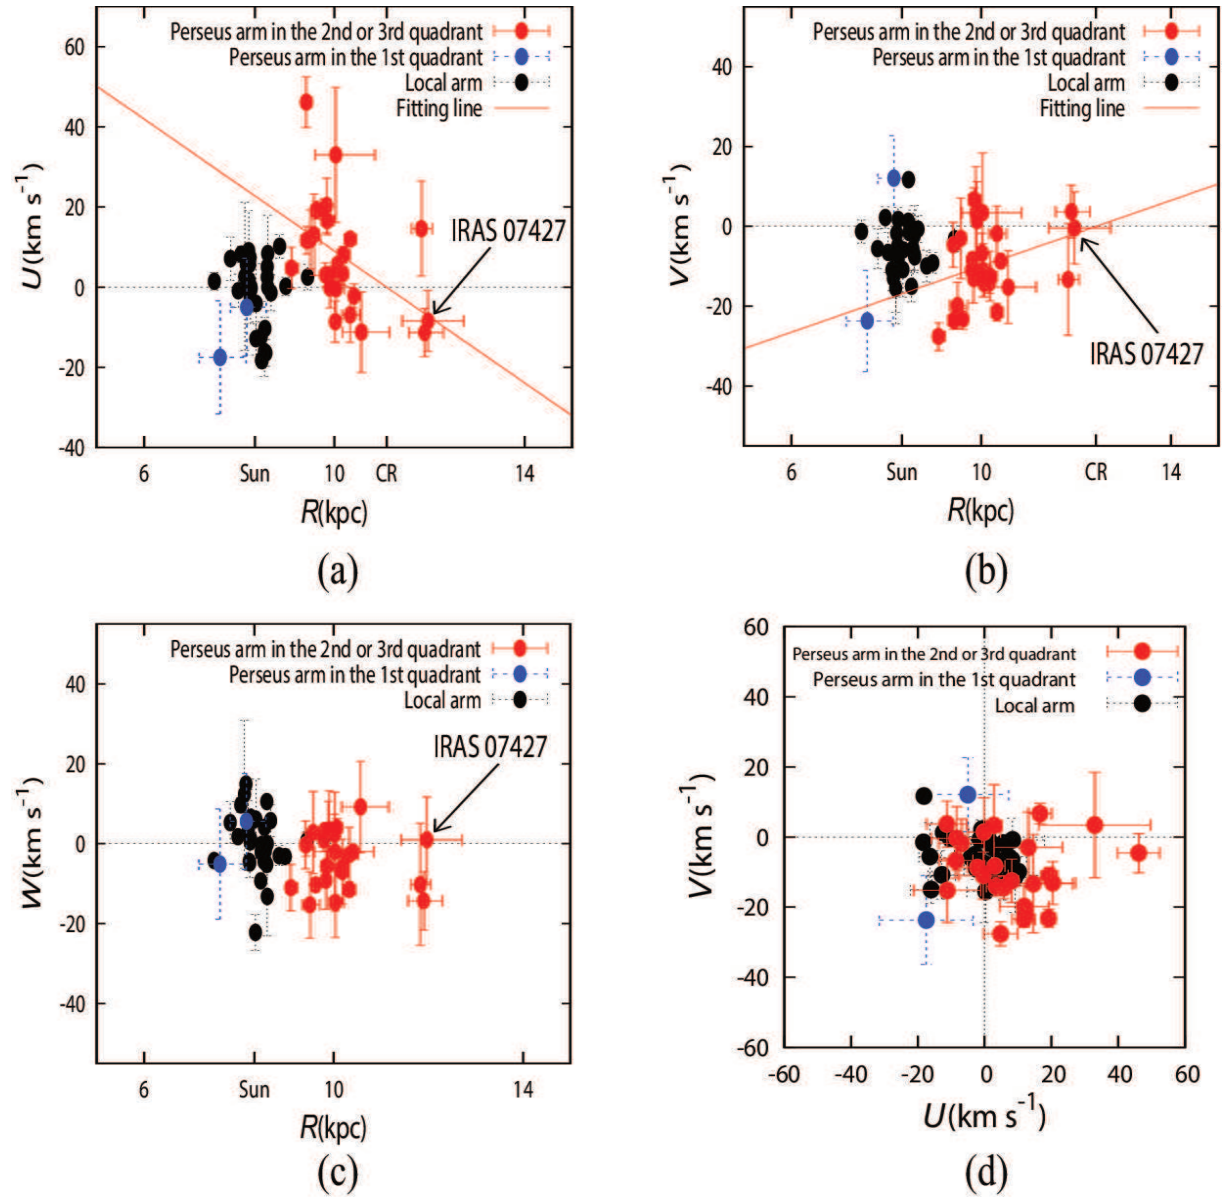 Perseus arm in the 2nd or 3rd quadrant
Perseus arm in the 1st quadrant
Local arm
Fitting line
IRAS 07427
U(km s⁻¹)
60
40
20
0
-20
-40
6
Sun
10
CR
14
R(kpc)
(a)
Perseus arm in the 2nd or 3rd quadrant
Perseus arm in the 1st quadrant
Local arm
Fitting line
IRAS 07427
V(km s⁻¹)
40
20
0
-20
-40
6
Sun
10
CR
14
R(kpc)
(b)
Perseus arm in the 2nd or 3rd quadrant
Perseus arm in the 1st quadrant
Local arm
IRAS 07427
W(km s⁻¹)
40
20
0
-20
-40
6
Sun
10
14
R(kpc)
(c)
Perseus arm in the 2nd or 3rd quadrant
Perseus arm in the 1st quadrant
Local arm
V(km s⁻¹)
60
40
20
0
-20
-40
-60
-60
-40
-20
0
20
40
60
U(km s⁻¹)
(d)